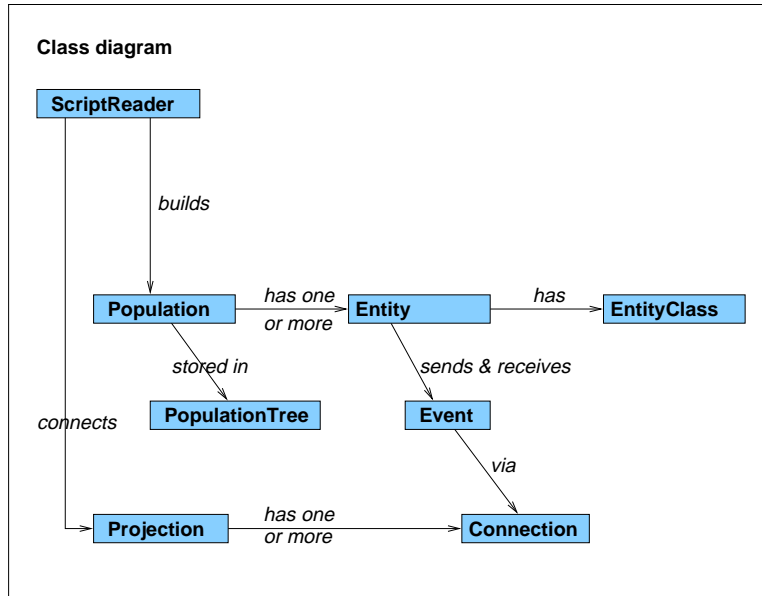 Class diagram
ScriptReader
builds
Population
has one
or more
Entity
has
EntityClass
stored in
sends & receives
PopulationTree
Event
connects
via
Projection
has one
or more
Connection